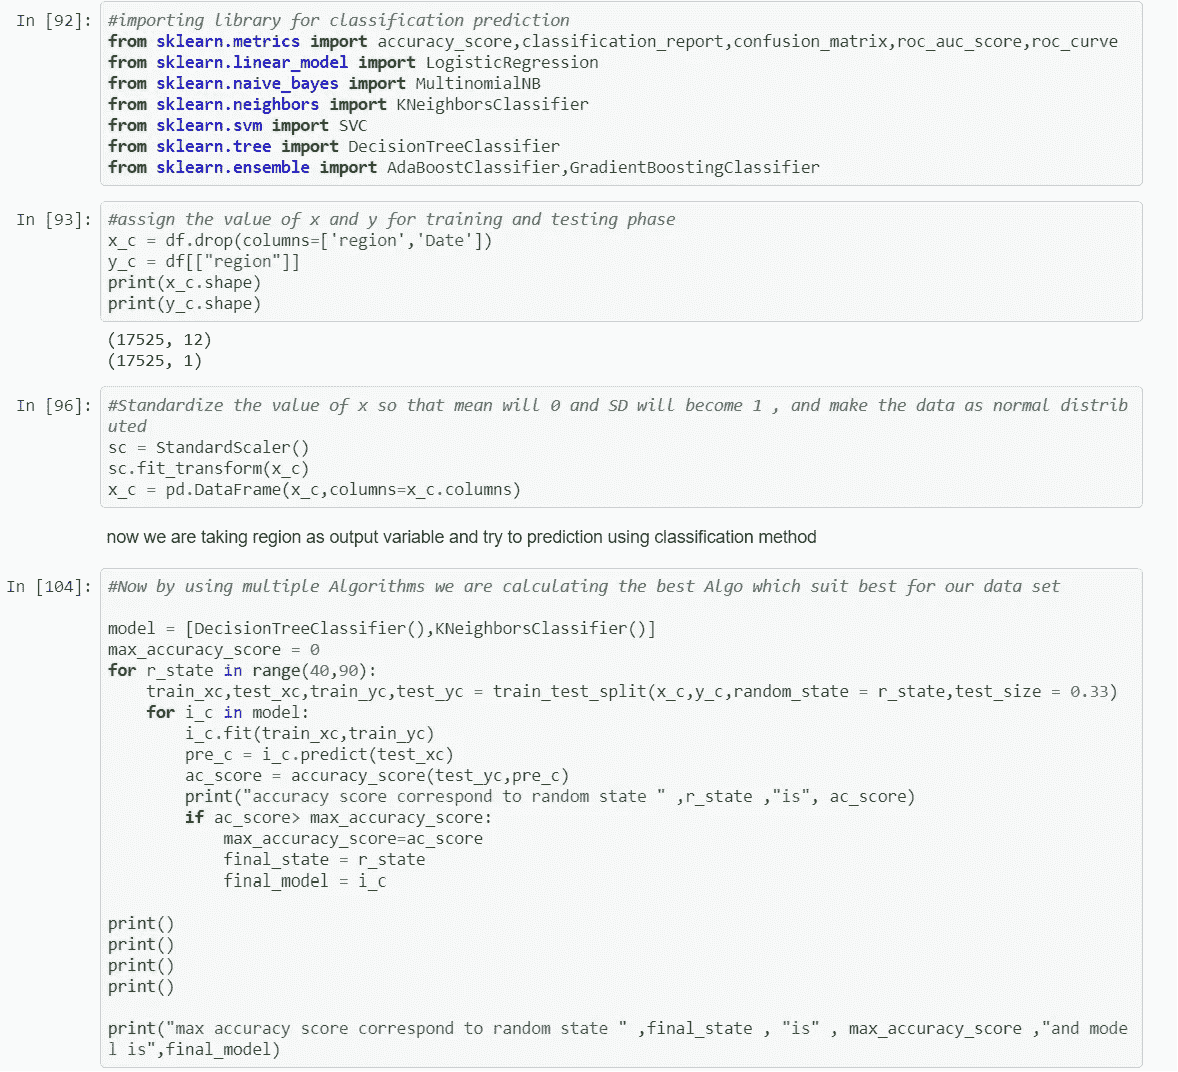 In [92]: #importing library for classification prediction
from sklearn.metrics import accuracy_score,classification_report,confusion_matrix,roc_auc_score,roc_curve
from sklearn.linear_model import LogisticRegression
from sklearn.naive_bayes import MultinomialNB
from sklearn.neighbors import KNeighborsClassifier
from sklearn.svm import SVC
from sklearn.tree import DecisionTreeClassifier
from sklearn.ensemble import AdaBoostClassifier,GradientBoostingClassifier
In [93]: #assign the value of x and y for training and testing phase
x_c = df.drop(columns=['region','Date'])
y_c = df[["region"]]
print(x_c.shape)
print(y_c.shape)
(17525, 12)
(17525, 1)
In [96]: #Standardize the value of x so that mean will 0 and SD will become 1 , and make the data as normal distrib
uted
sc = StandardScaler()
sc.fit_transform(x_c)
x_c = pd.DataFrame(x_c,columns=x_c.columns)
now we are taking region as output variable and try to prediction using classification method
In [104]: #Now by using multiple Algorithms we are calculating the best Algo which suit best for our data set
model = [DecisionTreeClassifier(),KNeighborsClassifier()]
max_accuracy_score = 0
for r_state in range(40,90):
    train_xc,test_xc,train_yc,test_yc = train_test_split(x_c,y_c,random_state = r_state,test_size = 0.33)
    for i_c in model:
        i_c.fit(train_xc,train_yc)
        pre_c = i_c.predict(test_xc)
        ac_score = accuracy_score(test_yc,pre_c)
        print("accuracy score correspond to random state " ,r_state ,"is", ac_score)
        if ac_score> max_accuracy_score:
            max_accuracy_score=ac_score
            final_state = r_state
            final_model = i_c
print()
print()
print()
print()
print("max accuracy score correspond to random state " ,final_state , "is" , max_accuracy_score ,"and mode
l is",final_model)